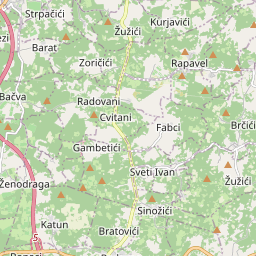 Strpačići
Kurjavići
Žužići
Barat
Zoričići
Rapavel
Bačva
Radovani
Cvitani
Fabci
Brčići
Gambetići
Sveti Ivan
Ženodraga
Žužići
Sinožići
Katun
Bratovići